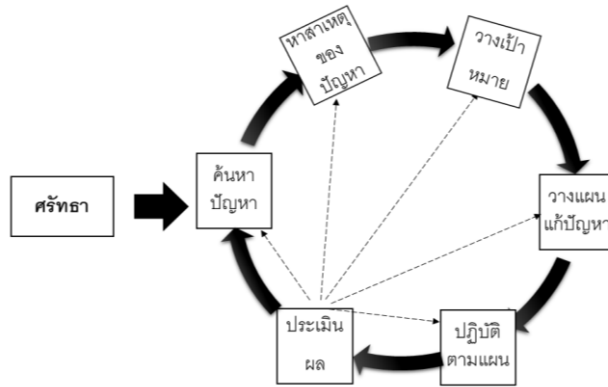 ศรัทธา
ค้นหา
ปัญหา
หาสาเหตุ
ของ
ปัญหา
วางเป้า
หมาย
วางแผน
แก้ปัญหา
ปฏิบัติ
ตามแผน
ประเมิน
ผล